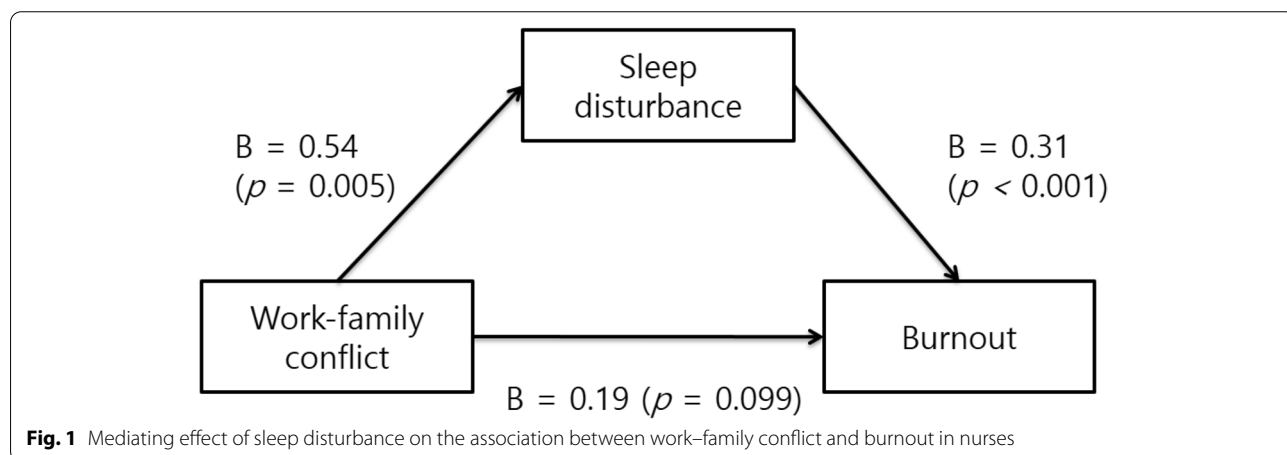 Sleep
disturbance
B = 0.54
(p = 0.005)
B = 0.31
(p < 0.001)
Work-family
conflict
Burnout
B = 0.19 (p = 0.099)
Fig. 1 Mediating effect of sleep disturbance on the association between work–family conflict and burnout in nurses